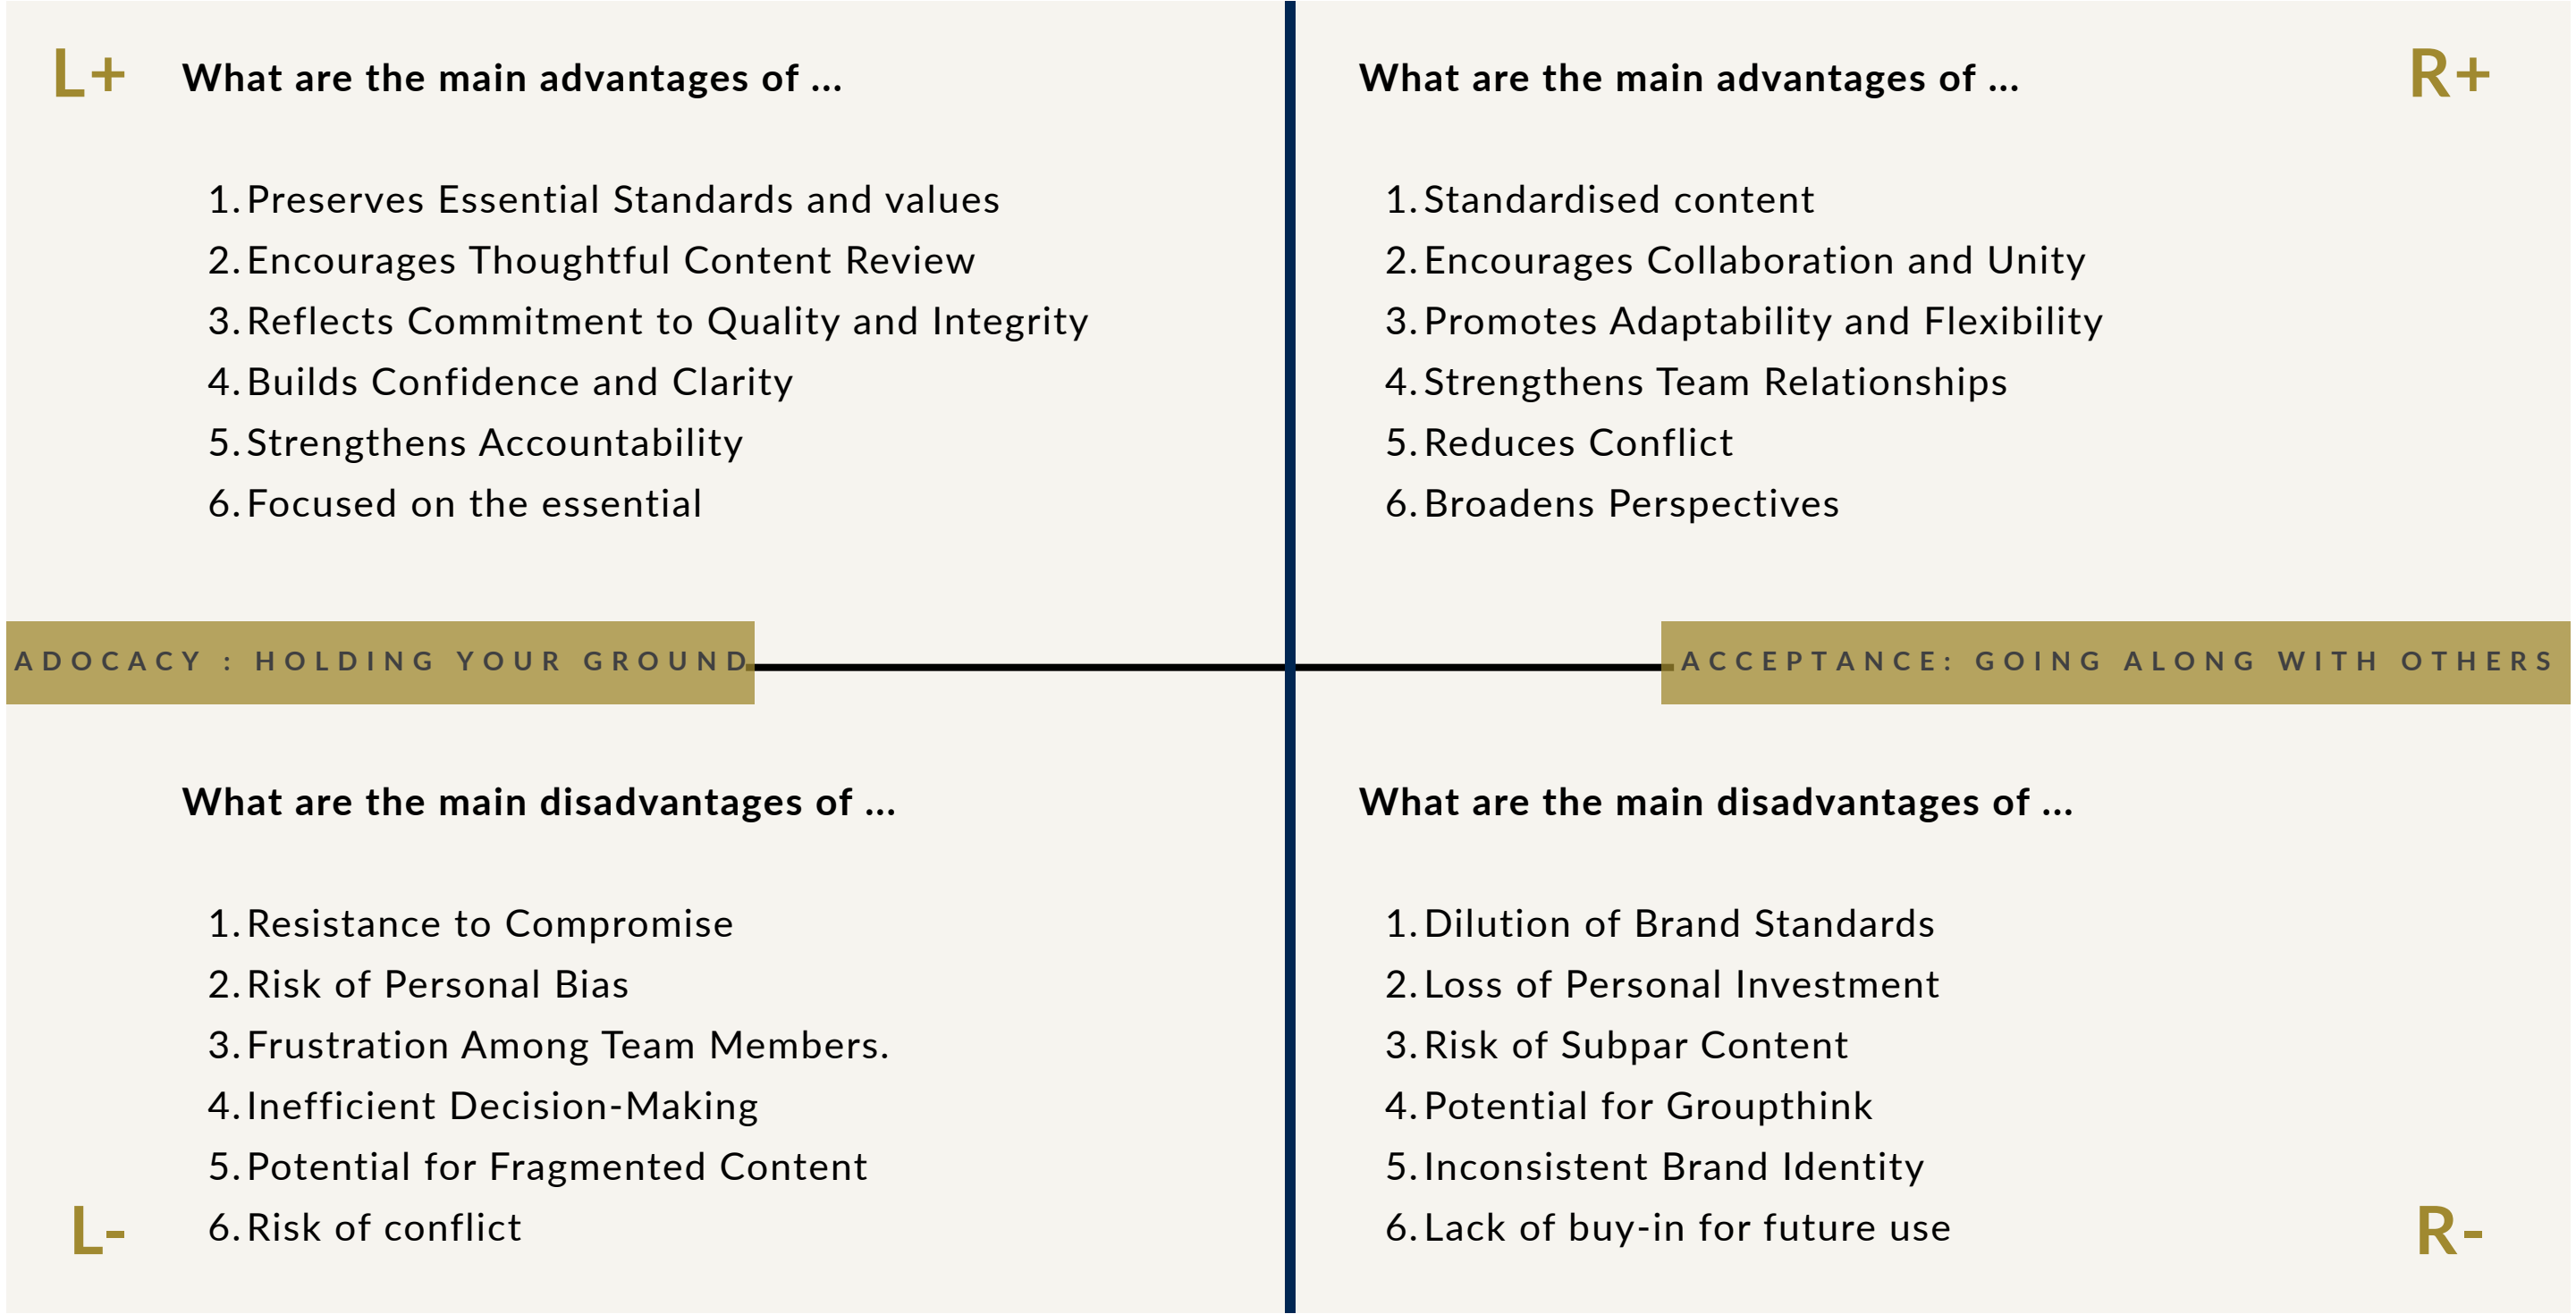 L+
What are the main advantages of ...
1. Preserves Essential Standards and values
2. Encourages Thoughtful Content Review
3. Reflects Commitment to Quality and Integrity
4. Builds Confidence and Clarity
5. Strengthens Accountability
6. Focused on the essential
What are the main advantages of ...
R+
1. Standardised content
2. Encourages Collaboration and Unity
3. Promotes Adaptability and Flexibility
4. Strengthens Team Relationships
5. Reduces Conflict
6. Broadens Perspectives
ADOCACY : HOLDING YOUR GROUND
ACCEPTANCE: GOING ALONG WITH OTHERS
What are the main disadvantages of ...
1. Resistance to Compromise
2. Risk of Personal Bias
3. Frustration Among Team Members.
4. Inefficient Decision-Making
5. Potential for Fragmented Content
6. Risk of conflict
L-
What are the main disadvantages of ...
1. Dilution of Brand Standards
2. Loss of Personal Investment
3. Risk of Subpar Content
4. Potential for Groupthink
5. Inconsistent Brand Identity
6. Lack of buy-in for future use
R-